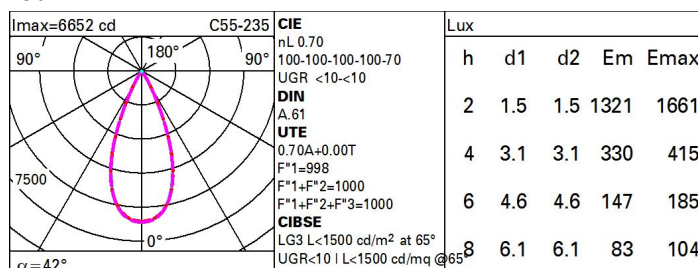 Imax=6652 cd C55-235
90° 180° 90°
7500
0°
α=42°
CIE
nL 0.70
100-100-100-100-70
UGR <10-<10
DIN
A.61
UTE
0.70A+0.00T
F"1=998
F"1+F"2=1000
F"1+F"2+F"3=1000
CIBSE
LG3 L<1500 cd/m² at 65°
UGR<10 | L<1500 cd/mq @65°
Lux
h d1 d2 Em Emax
2 1.5 1.5 1321 1661
4 3.1 3.1 330 415
6 4.6 4.6 147 185
8 6.1 6.1 83 104